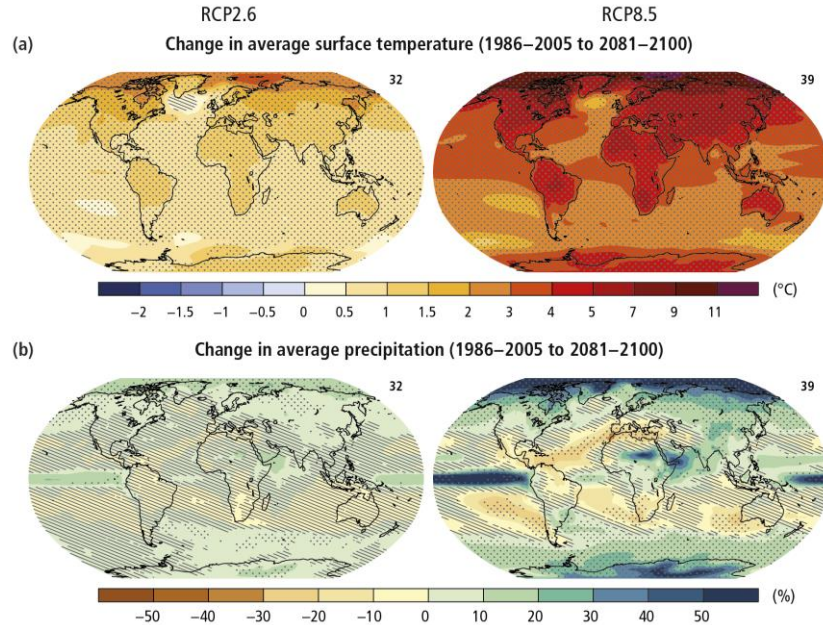 RCP2.6 RCP8.5
(a) Change in average surface temperature (1986–2005 to 2081–2100)
32 39
−2 −1.5 −1 −0.5 0 0.5 1 1.5 2 3 4 5 7 9 11 (°C)
(b) Change in average precipitation (1986–2005 to 2081–2100)
32 39
−50 −40 −30 −20 −10 0 10 20 30 40 50 (%)